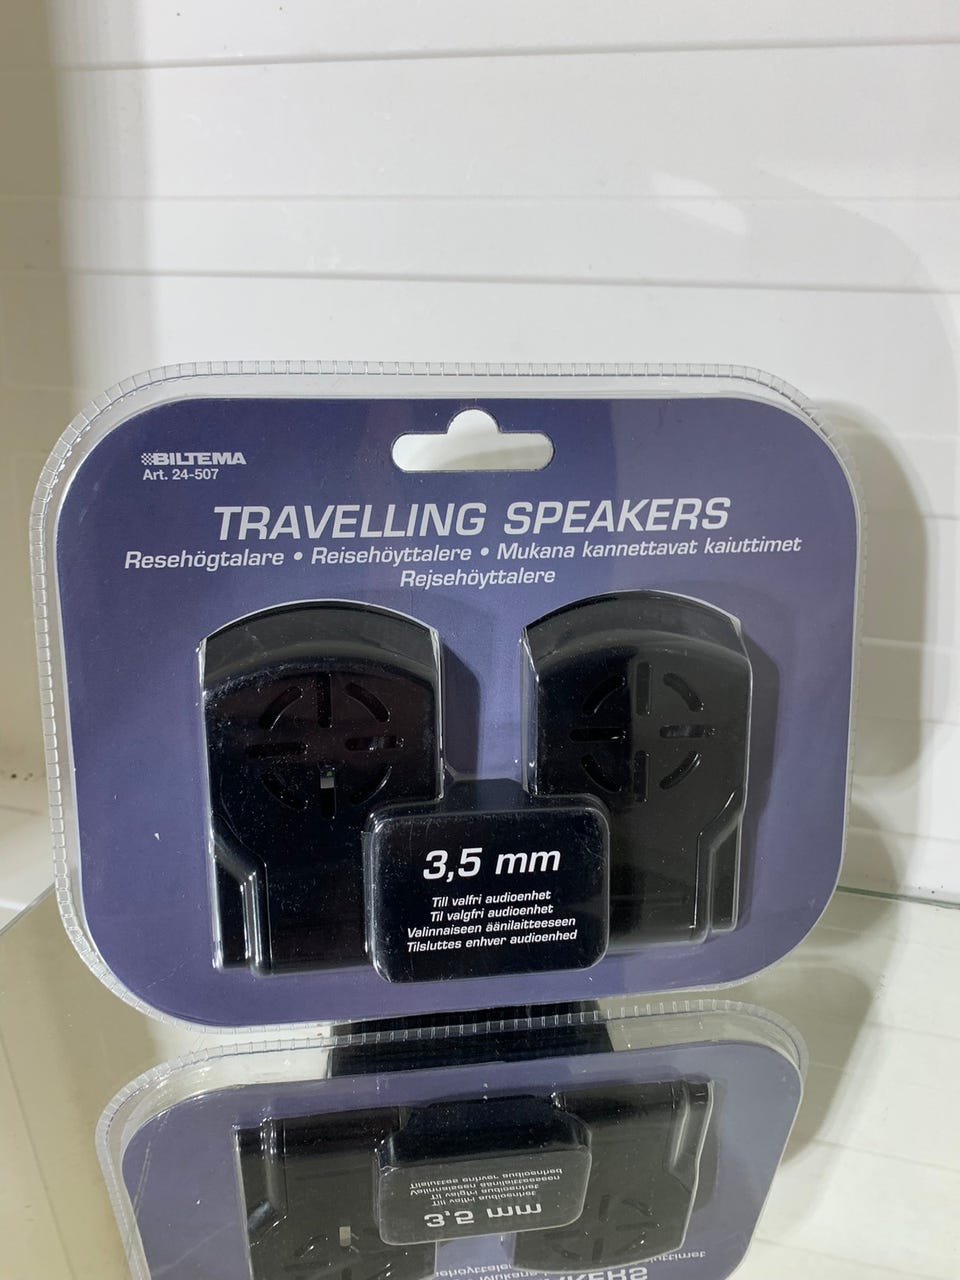 BILTEMA
Art. 24-507
TRAVELLING SPEAKERS
Resehögtalare • Reisehöyttalere • Mukana kannettavat kaiuttimet
Rejsehöyttalere
3,5 mm
Till valfri audioenhet
Til valgfri audioenhet
Valinnaiseen äänilaitteeseen
Tilsluttes enhver audioenhed